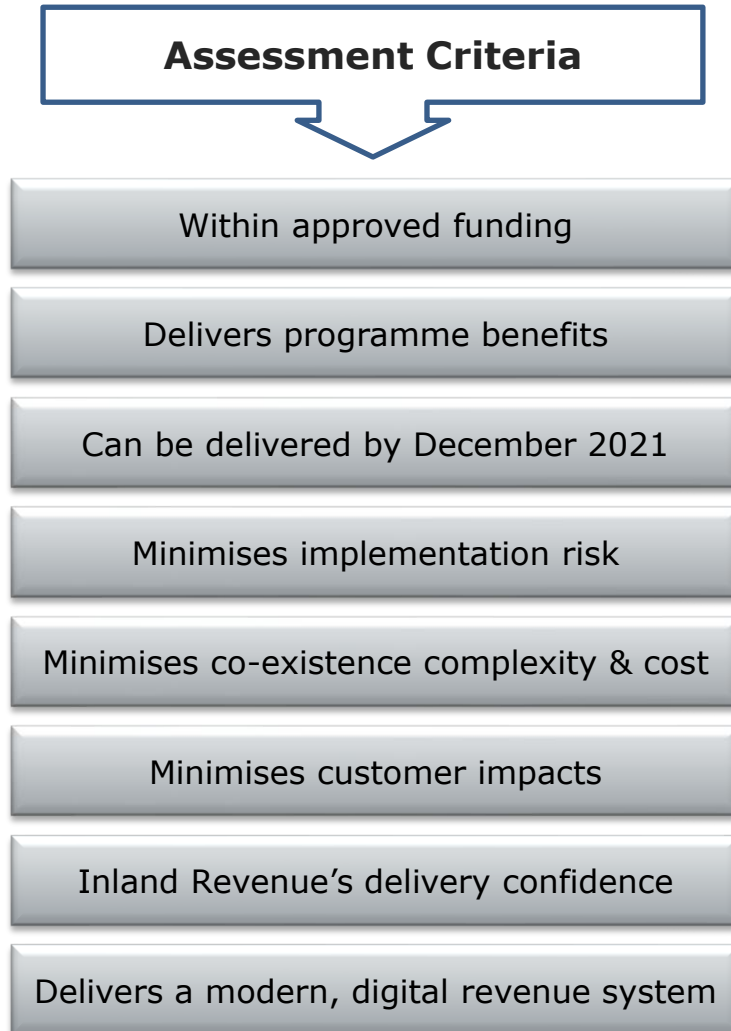 Assessment Criteria
Within approved funding
Delivers programme benefits
Can be delivered by December 2021
Minimises implementation risk
Minimises co-existence complexity & cost
Minimises customer impacts
Inland Revenue’s delivery confidence
Delivers a modern, digital revenue system